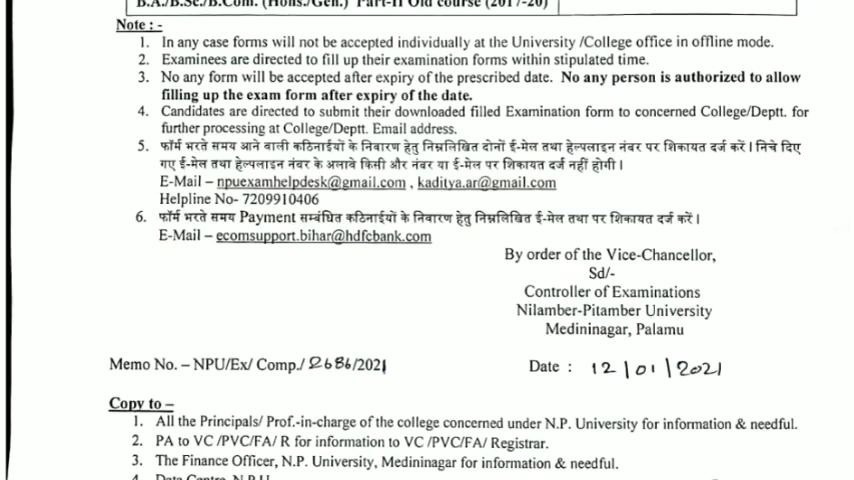 B.A./B.Sc/B.Com. (Hons./Gen.) Part-II Old course (2017-20)
Note : -
1. In any case forms will not be accepted individually at the University /College office in offline mode.
2. Examinees are directed to fill up their examination forms within stipulated time.
3. No any form will be accepted after expiry of the prescribed date. No any person is authorized to allow
filling up the exam form after expiry of the date.
4. Candidates are directed to submit their downloaded filled Examination form to concerned College/Deptt. for
further processing at College/Deptt. Email address.
5. फॉर्म भरते समय आने वाली कठिनाईयों के निवारण हेतु निम्नलिखित दोनों ई-मेल तथा हेल्पलाइन नंबर पर शिकायत दर्ज करें । निचे दिए
गए ई-मेल तथा हेल्पलाइन नंबर के अलावे किसी और नंबर या ई-मेल पर शिकायत दर्ज नहीं होगी ।
E-Mail – npuexamhelpdesk@gmail.com , kaditya.ar@gmail.com
Helpline No- 7209910406
6. फॉर्म भरते समय Payment सम्बंधित कठिनाईयों के निवारण हेतु निम्नलिखित ई-मेल तथा पर शिकायत दर्ज करें ।
E-Mail – ecomsupport.bihar@hdfcbank.com
By order of the Vice-Chancellor,
Sd/-
Controller of Examinations
Nilamber-Pitamber University
Medininagar, Palamu
Memo No. – NPU/Ex/ Comp./ 2686/2021
Date : 12/01/2021
Copy to –
1. All the Principals/ Prof.-in-charge of the college concerned under N.P. University for information & needful.
2. PA to VC /PVC/FA/ R for information to VC /PVC/FA/ Registrar.
3. The Finance Officer, N.P. University, Medininagar for information & needful.
4. Data Centre, N.P.U.